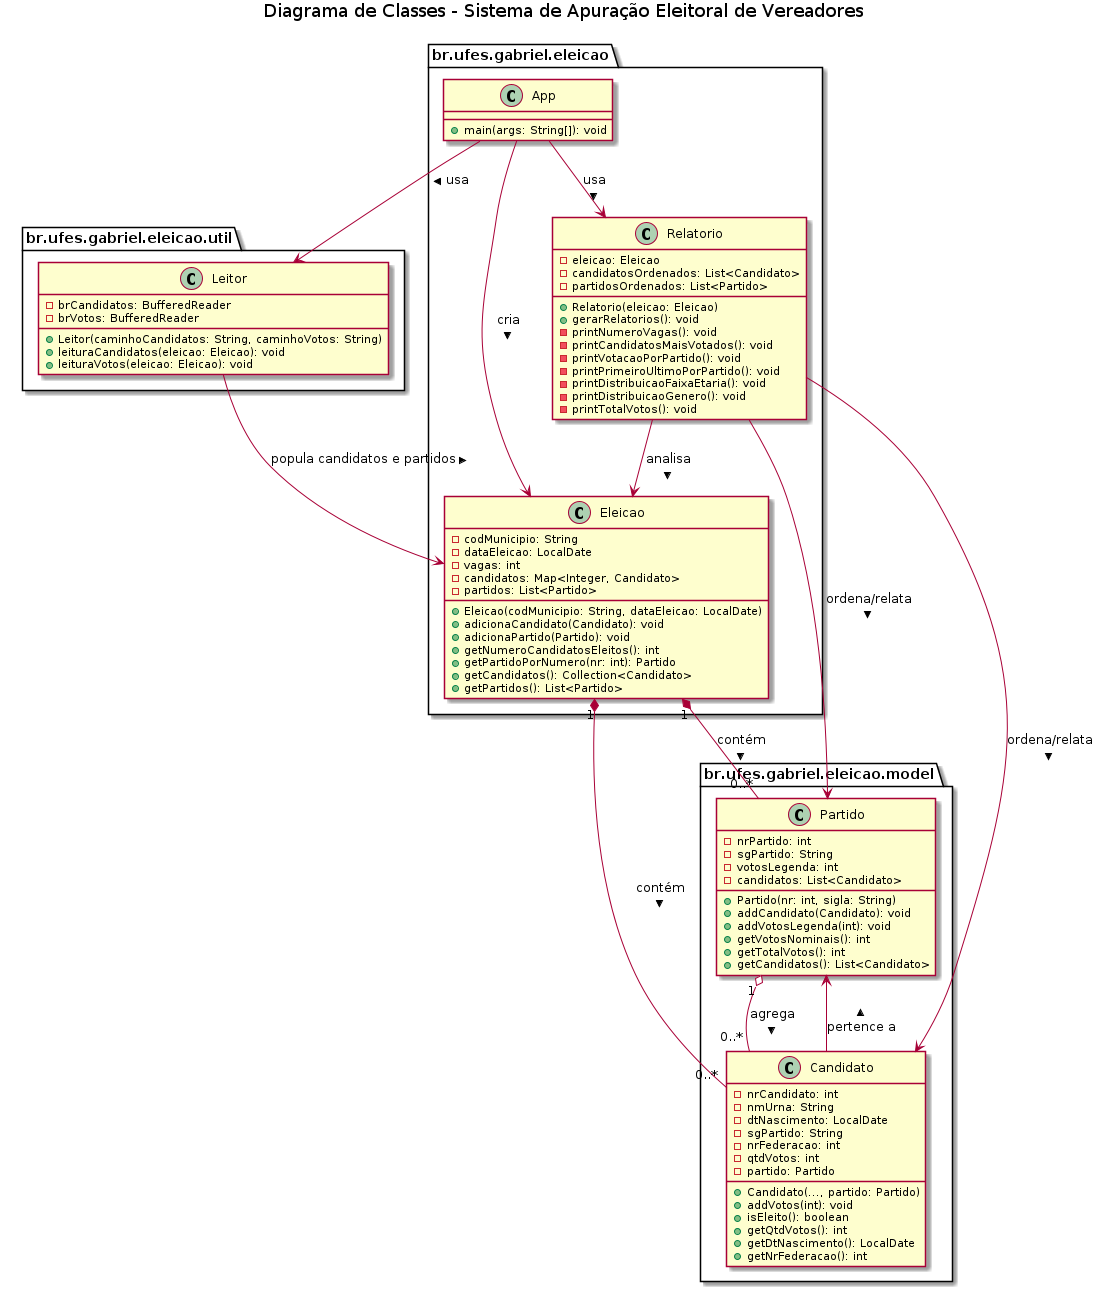 Diagrama de Classes - Sistema de Apuração Eleitoral de Vereadores
br.ufes.gabriel.eleicao
C App
main(args: String[]): void
◄ usa
usa
▼
br.ufes.gabriel.eleicao.util
C Leitor
brCandidatos: BufferedReader
brVotos: BufferedReader
Leitor(caminhoCandidatos: String, caminhoVotos: String)
leituraCandidatos(eleicao: Eleicao): void
leituraVotos(eleicao: Eleicao): void
C Relatorio
eleicao: Eleicao
candidatosOrdenados: List<Candidato>
partidosOrdenados: List<Partido>
Relatorio(eleicao: Eleicao)
gerarRelatorios(): void
printNumeroVagas(): void
printCandidatosMaisVotados(): void
printVotacaoPorPartido(): void
printPrimeiroUltimoPorPartido(): void
printDistribuicaoFaixaEtaria(): void
printDistribuicaoGenero(): void
printTotalVotos(): void
cria
▼
popula candidatos e partidos ►
analisa
▼
C Eleicao
codMunicipio: String
dataEleicao: LocalDate
vagas: int
candidatos: Map<Integer, Candidato>
partidos: List<Partido>
Eleicao(codMunicipio: String, dataEleicao: LocalDate)
adicionaCandidato(Candidato): void
adicionaPartido(Partido): void
getNumeroCandidatosEleitos(): int
getPartidoPorNumero(nr: int): Partido
getCandidatos(): Collection<Candidato>
getPartidos(): List<Partido>
ordena/relata
▼
1
1
contém
▼
ordena/relata
▼
br.ufes.gabriel.eleicao.model
0..*
C Partido
nrPartido: int
sgPartido: String
votosLegenda: int
candidatos: List<Candidato>
Partido(nr: int, sigla: String)
addCandidato(Candidato): void
addVotosLegenda(int): void
getVotosNominais(): int
getTotalVotos(): int
getCandidatos(): List<Candidato>
contém
▼
1
agrega
▼
0..*
▲
pertence a
0..*
C Candidato
nrCandidato: int
nmUrna: String
dtNascimento: LocalDate
sgPartido: String
nrFederacao: int
qtdVotos: int
partido: Partido
Candidato(..., partido: Partido)
addVotos(int): void
isEleito(): boolean
getQtdVotos(): int
getDtNascimento(): LocalDate
getNrFederacao(): int